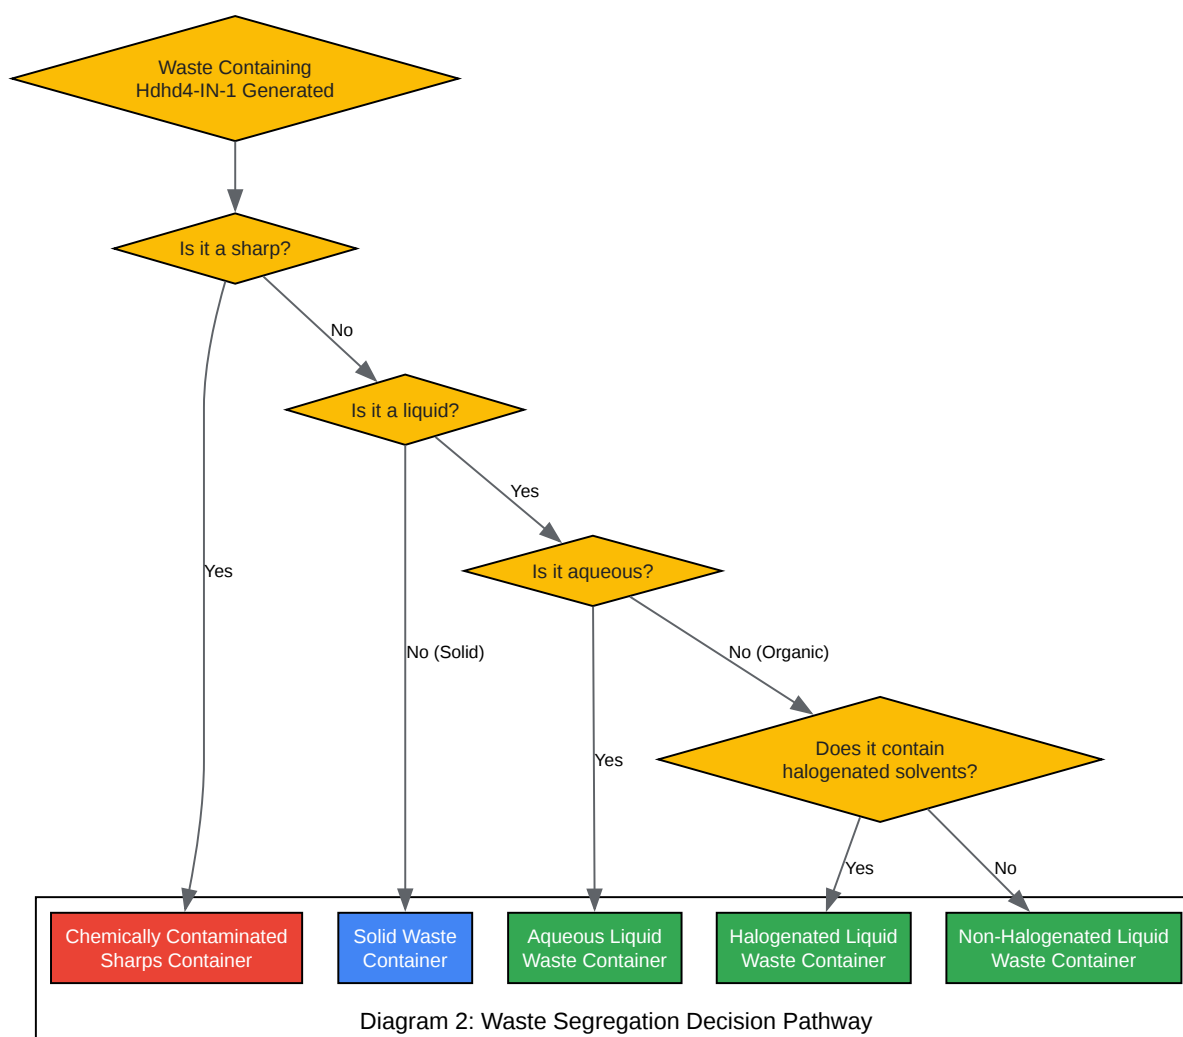 Waste Containing
Hdhd4-IN-1 Generated
Is it a sharp?
No
Is it a liquid?
Yes
Is it aqueous?
Yes
No (Solid)
No (Organic)
Does it contain
halogenated solvents?
Yes
Yes
No
Chemically Contaminated
Sharps Container
Solid Waste
Container
Aqueous Liquid
Waste Container
Halogenated Liquid
Waste Container
Non-Halogenated Liquid
Waste Container
Diagram 2: Waste Segregation Decision Pathway